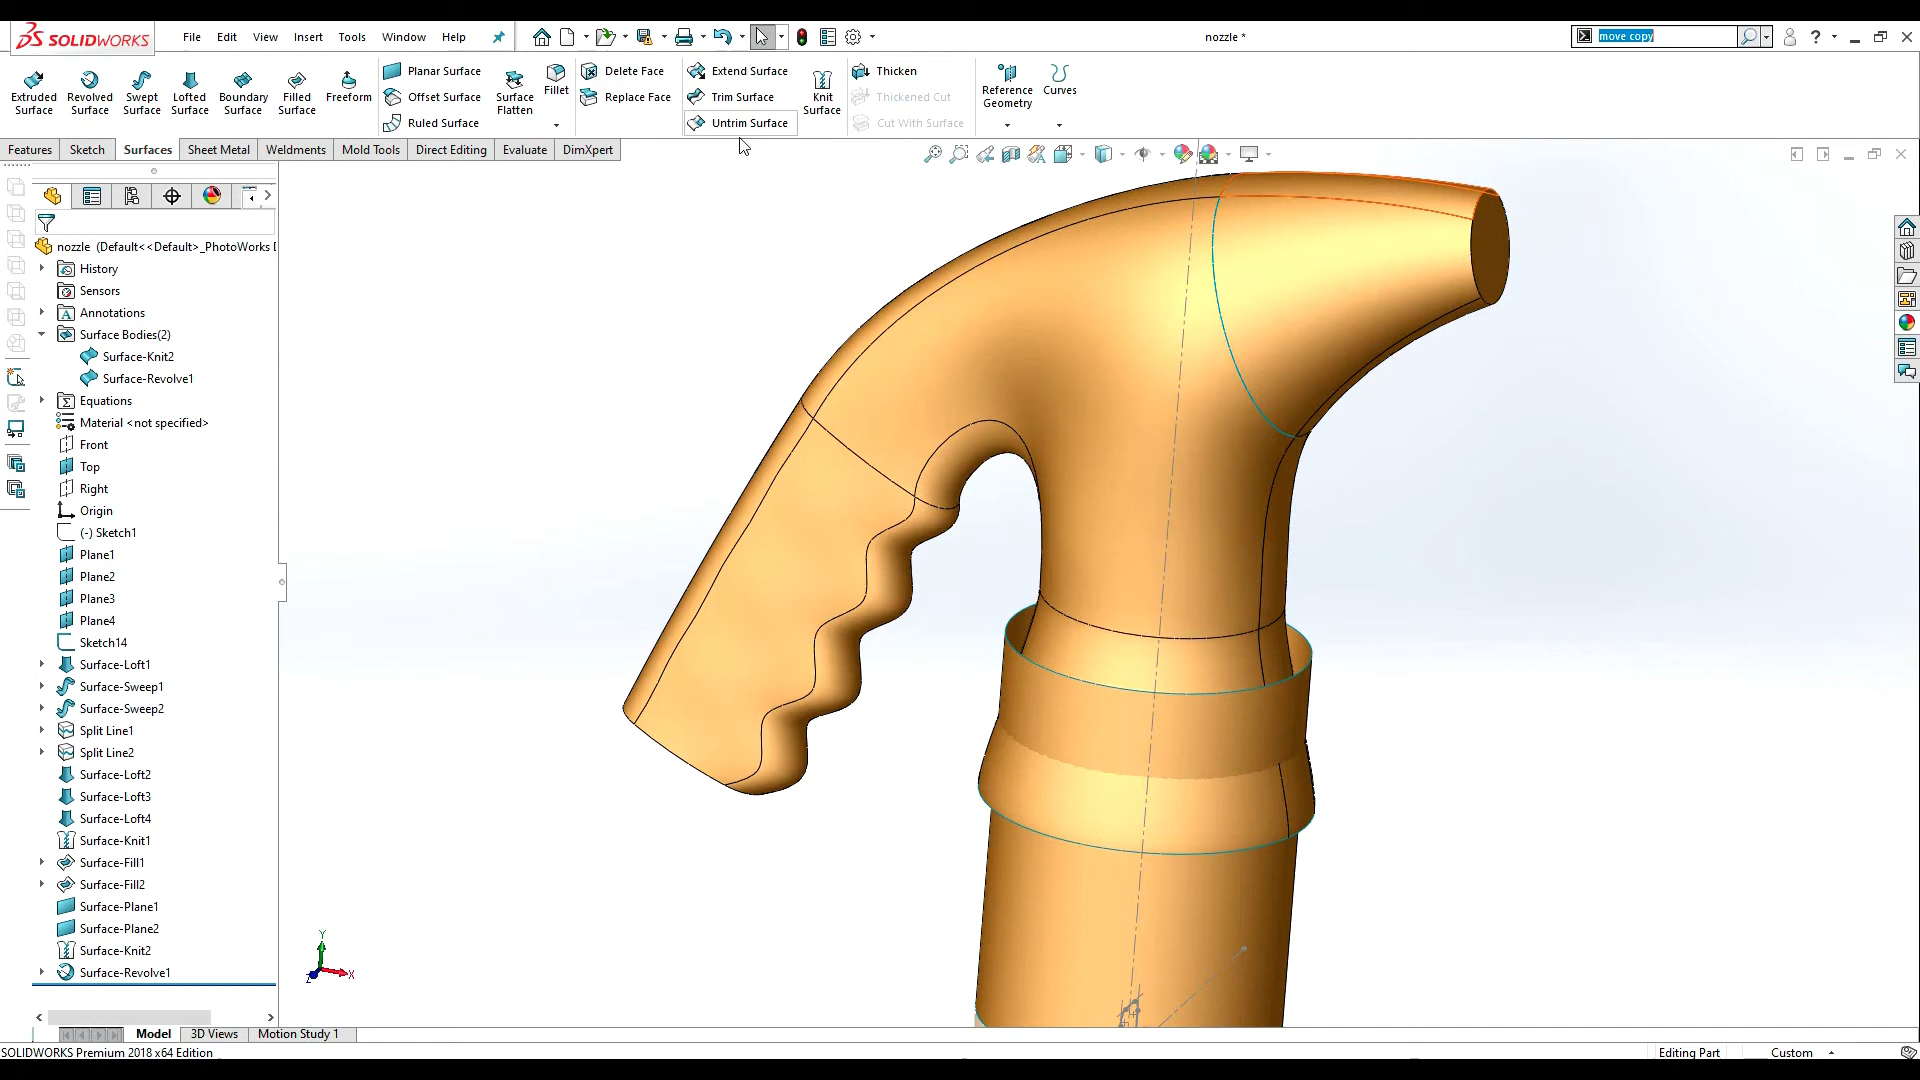 SOLIDWORKS
File Edit View Insert Tools Window Help
nozzle *
move copy
Extruded Surface
Revolved Surface
Swept Surface
Lofted Surface
Boundary Surface
Filled Surface
Freeform
Planar Surface
Offset Surface
Ruled Surface
Surface Flatten
Fillet
Delete Face
Replace Face
Extend Surface
Trim Surface
Untrim Surface
Knit Surface
Thicken
Thickened Cut
Cut With Surface
Reference Geometry
Curves
Features Sketch Surfaces Sheet Metal Weldments Mold Tools Direct Editing Evaluate DimXpert
nozzle (Default<<Default>_PhotoWorks
History
Sensors
Annotations
Surface Bodies(2)
Surface-Knit2
Surface-Revolve1
Equations
Material <not specified>
Front
Top
Right
Origin
(-) Sketch1
Plane1
Plane2
Plane3
Plane4
Sketch14
Surface-Loft1
Surface-Sweep1
Surface-Sweep2
Split Line1
Split Line2
Surface-Loft2
Surface-Loft3
Surface-Loft4
Surface-Knit1
Surface-Fill1
Surface-Fill2
Surface-Plane1
Surface-Plane2
Surface-Knit2
Surface-Revolve1
Y
X
Z
Model 3D Views Motion Study 1
SOLIDWORKS Premium 2018 x64 Edition
Editing Part Custom